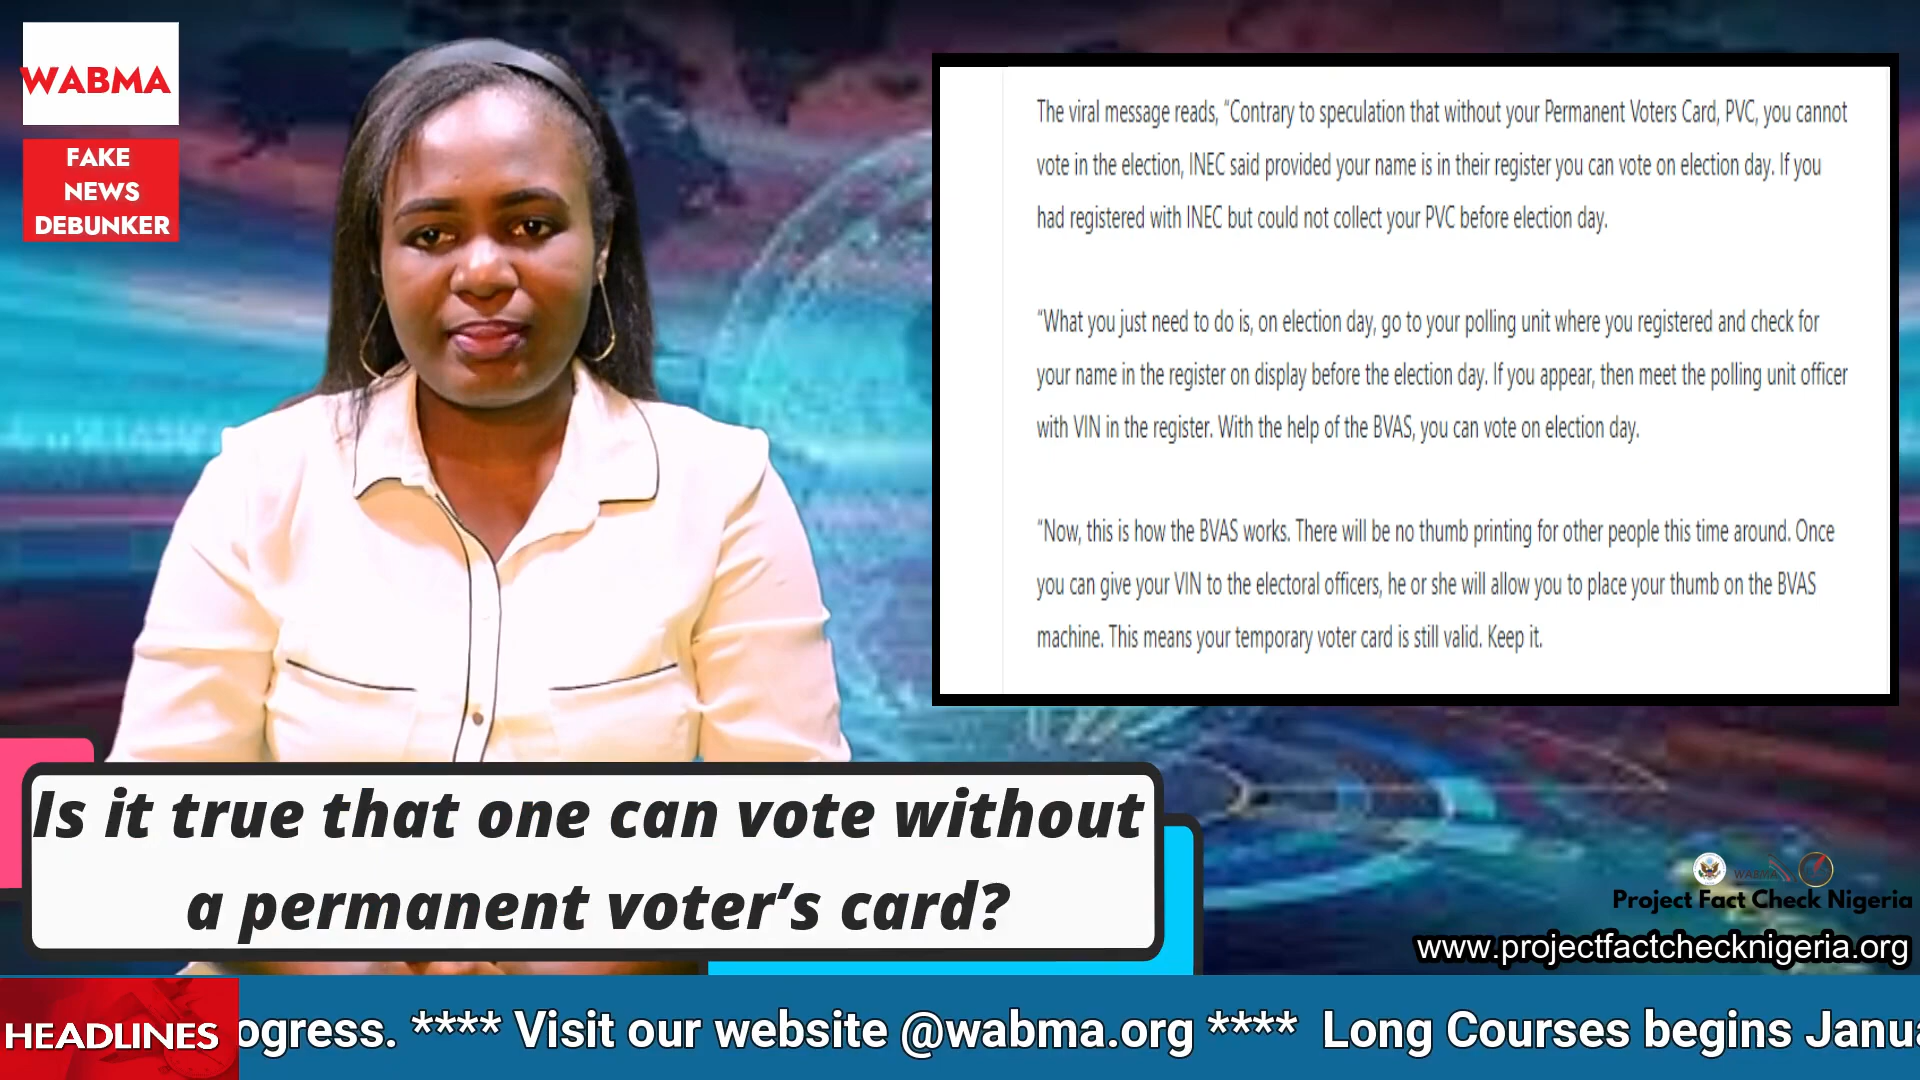 WABMA
FAKE
NEWS
DEBUNKER
The viral message reads, “Contrary to speculation that without your Permanent Voters Card, PVC, you cannot
vote in the election, INEC said provided your name is in their register you can vote on election day. If you
had registered with INEC but could not collect your PVC before election day.
“What you just need to do is, on election day, go to your polling unit where you registered and check for
your name in the register on display before the election day. If you appear, then meet the polling unit officer
with VIN in the register. With the help of the BVAS, you can vote on election day.
“Now, this is how the BVAS works. There will be no thumb printing for other people this time around. Once
you can give your VIN to the electoral officers, he or she will allow you to place your thumb on the BVAS
machine. This means your temporary voter card is still valid. Keep it.
Is it true that one can vote without
a permanent voter’s card?
WABMA
Project Fact Check Nigeria
www.projectfactchecknigeria.org
HEADLINES
ogress. **** Visit our website @wabma.org **** Long Courses begins Janua